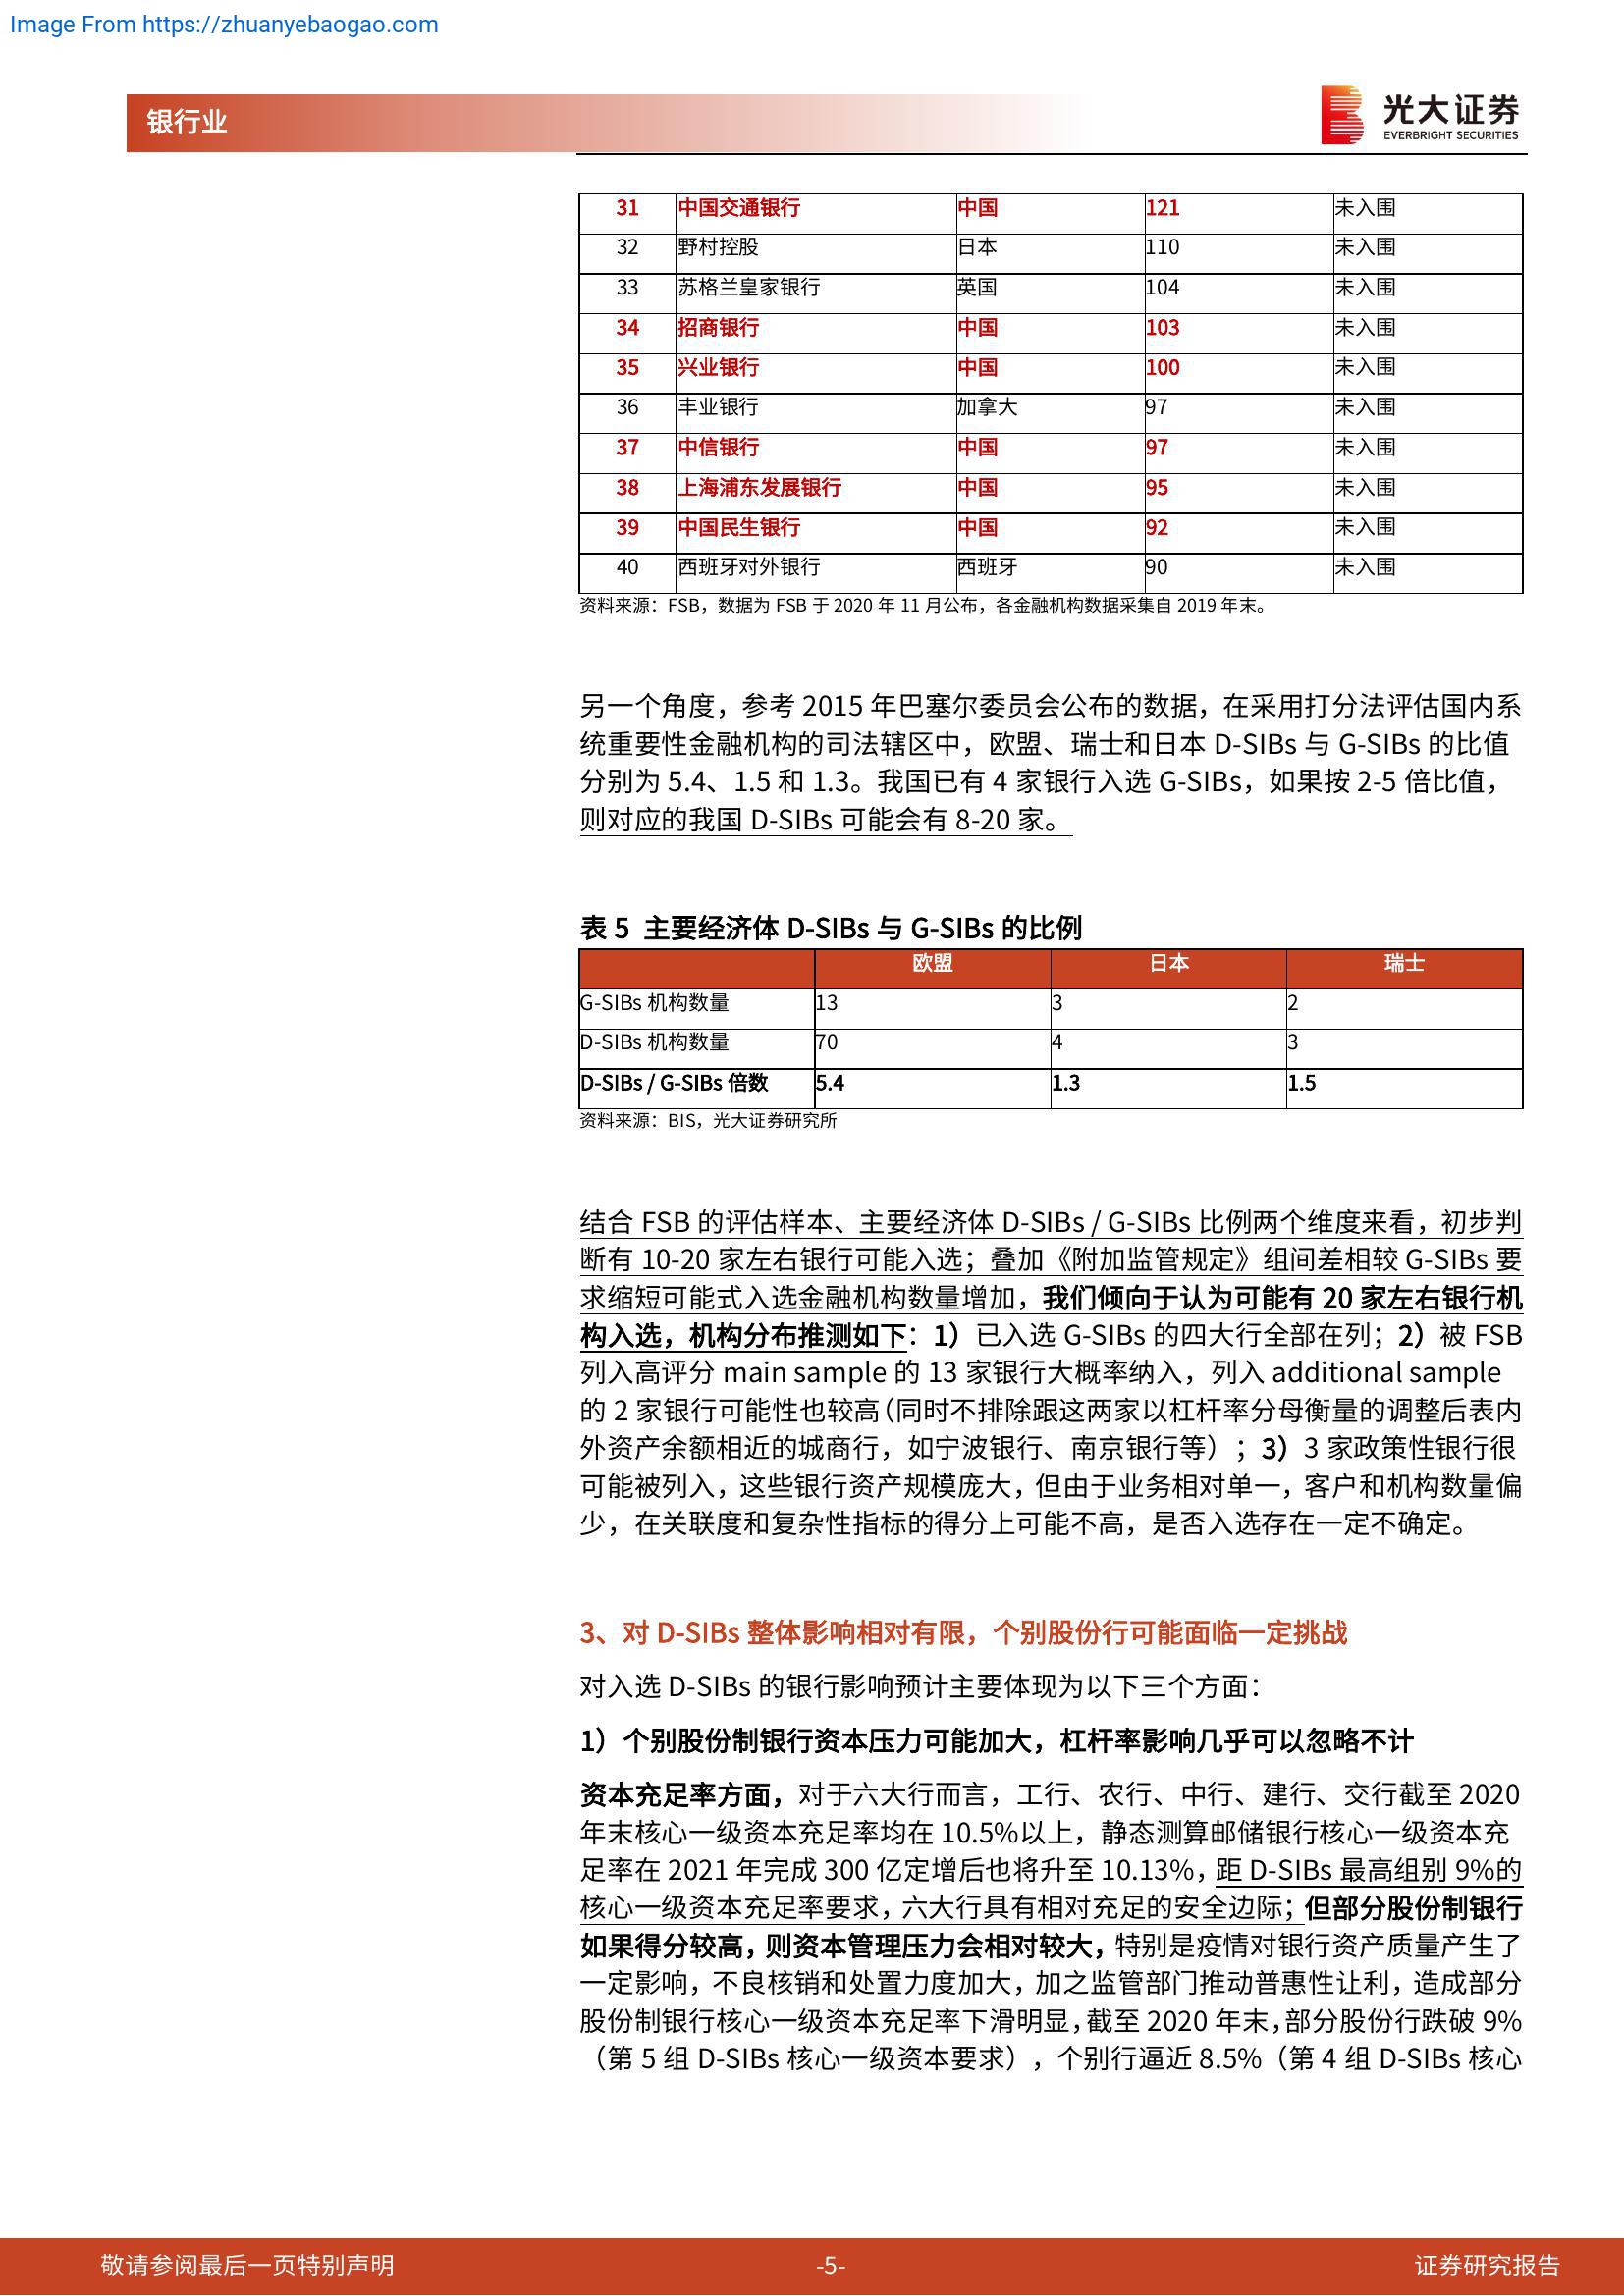 Image From https://zhuanyebaogao.com
银行业
光大证券
EVERBRIGHT SECURITIES
31 中国交通银行 中国 121 未入围
32 野村控股 日本 110 未入围
33 苏格兰皇家银行 英国 104 未入围
34 招商银行 中国 103 未入围
35 兴业银行 中国 100 未入围
36 丰业银行 加拿大 97 未入围
37 中信银行 中国 97 未入围
38 上海浦东发展银行 中国 95 未入围
39 中国民生银行 中国 92 未入围
40 西班牙对外银行 西班牙 90 未入围
资料来源：FSB，数据为 FSB 于 2020 年 11 月公布，各金融机构数据采集自 2019 年末。
另一个角度，参考 2015 年巴塞尔委员会公布的数据，在采用打分法评估国内系
统重要性金融机构的司法辖区中，欧盟、瑞士和日本 D-SIBs 与 G-SIBs 的比值
分别为 5.4、1.5 和 1.3。我国已有 4 家银行入选 G-SIBs，如果按 2-5 倍比值，
则对应的我国 D-SIBs 可能会有 8-20 家。
表 5 主要经济体 D-SIBs 与 G-SIBs 的比例
欧盟 日本 瑞士
G-SIBs 机构数量 13 3 2
D-SIBs 机构数量 70 4 3
D-SIBs / G-SIBs 倍数 5.4 1.3 1.5
资料来源：BIS，光大证券研究所
结合 FSB 的评估样本、主要经济体 D-SIBs / G-SIBs 比例两个维度来看，初步判
断有 10-20 家左右银行可能入选；叠加《附加监管规定》组间差相较 G-SIBs 要
求缩短可能式入选金融机构数量增加，我们倾向于认为可能有 20 家左右银行机
构入选，机构分布推测如下：1）已入选 G-SIBs 的四大行全部在列；2）被 FSB
列入高评分 main sample 的 13 家银行大概率纳入，列入 additional sample
的 2 家银行可能性也较高（同时不排除跟这两家以杠杆率分母衡量的调整后表内
外资产余额相近的城商行，如宁波银行、南京银行等）；3）3 家政策性银行很
可能被列入，这些银行资产规模庞大，但由于业务相对单一，客户和机构数量偏
少，在关联度和复杂性指标的得分上可能不高，是否入选存在一定不确定。
3、对 D-SIBs 整体影响相对有限，个别股份行可能面临一定挑战
对入选 D-SIBs 的银行影响预计主要体现为以下三个方面：
1）个别股份制银行资本压力可能加大，杠杆率影响几乎可以忽略不计
资本充足率方面，对于六大行而言，工行、农行、中行、建行、交行截至 2020
年末核心一级资本充足率均在 10.5%以上，静态测算邮储银行核心一级资本充
足率在 2021 年完成 300 亿定增后也将升至 10.13%，距 D-SIBs 最高组别 9%的
核心一级资本充足率要求，六大行具有相对充足的安全边际；但部分股份制银行
如果得分较高，则资本管理压力会相对较大，特别是疫情对银行资产质量产生了
一定影响，不良核销和处置力度加大，加之监管部门推动普惠性让利，造成部分
股份制银行核心一级资本充足率下滑明显，截至 2020 年末，部分股份行跌破 9%
（第 5 组 D-SIBs 核心一级资本要求），个别行逼近 8.5%（第 4 组 D-SIBs 核心
敬请参阅最后一页特别声明 -5- 证券研究报告